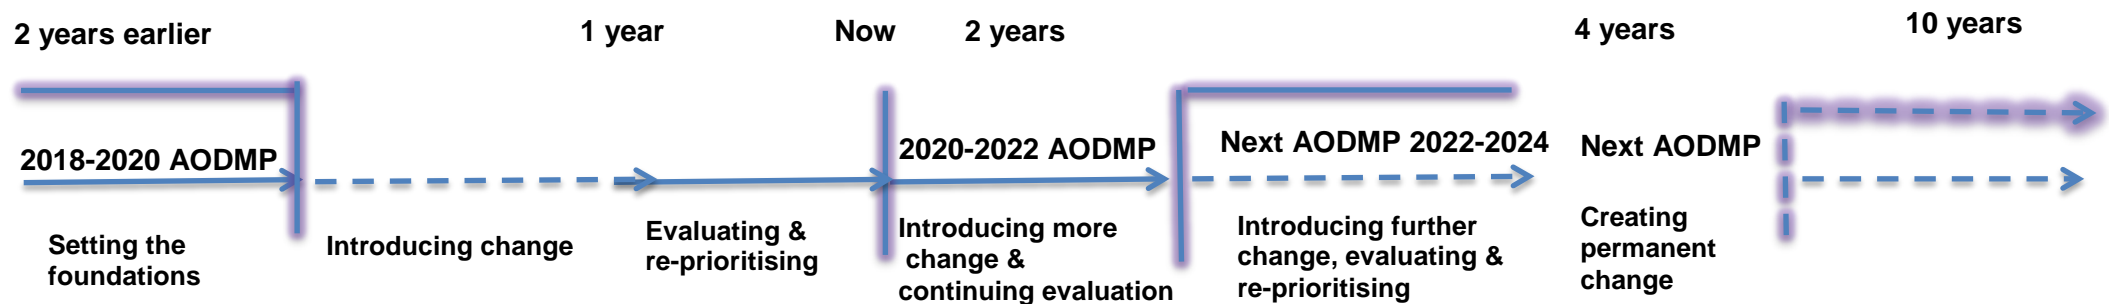 2 years earlier
1 year
Now
2 years
4 years
10 years
2018-2020 AODMP
2020-2022 AODMP
Next AODMP 2022-2024
Next AODMP
Setting the
foundations
Introducing change
Evaluating &
re-prioritising
Introducing more
change &
continuing evaluation
Introducing further
change, evaluating &
re-prioritising
Creating
permanent
change